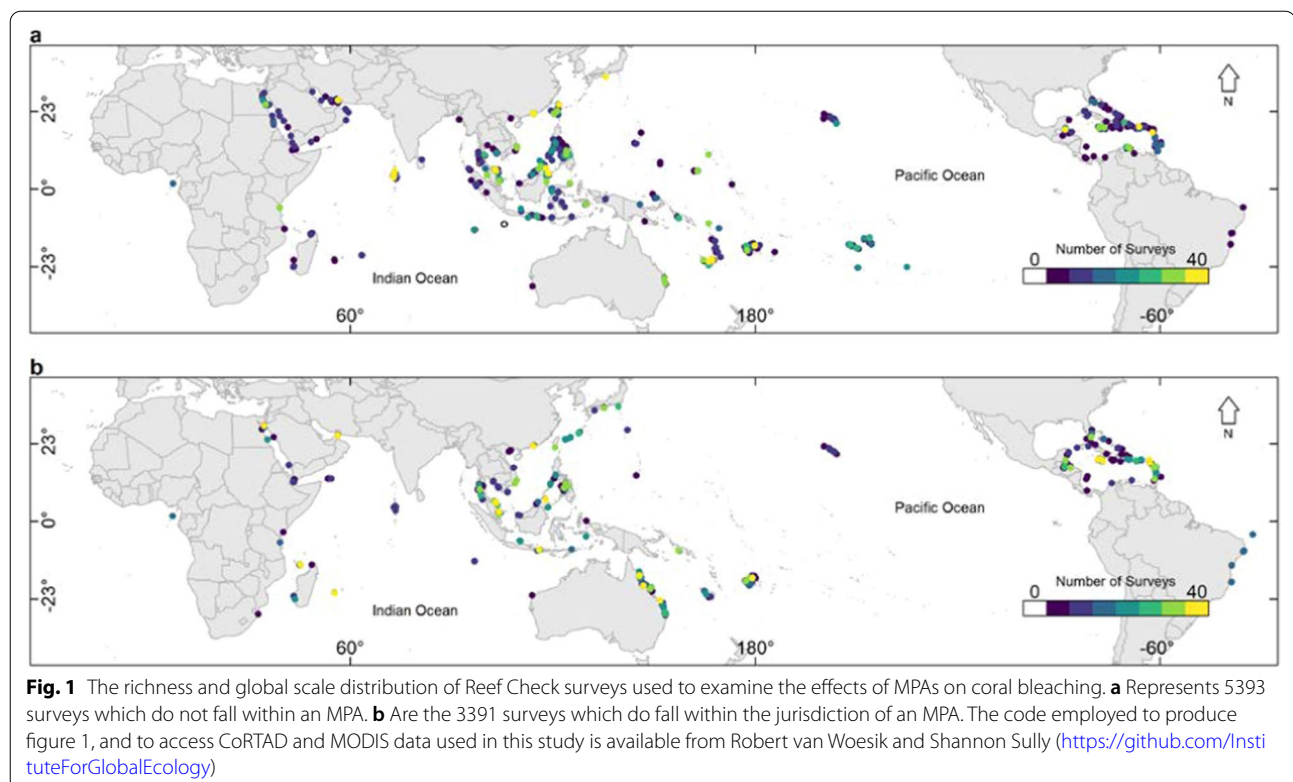 a
23°
0°
-23°
Indian Ocean
Pacific Ocean
N
Number of Surveys
0 40
60° 180° -60°
b
23°
0°
-23°
Indian Ocean
Pacific Ocean
N
Number of Surveys
0 40
60° 180° -60°
Fig. 1 The richness and global scale distribution of Reef Check surveys used to examine the effects of MPAs on coral bleaching. a Represents 5393
surveys which do not fall within an MPA. b Are the 3391 surveys which do fall within the jurisdiction of an MPA. The code employed to produce
figure 1, and to access CoRTAD and MODIS data used in this study is available from Robert van Woesik and Shannon Sully (https://github.com/Insti
tuteForGlobalEcology)